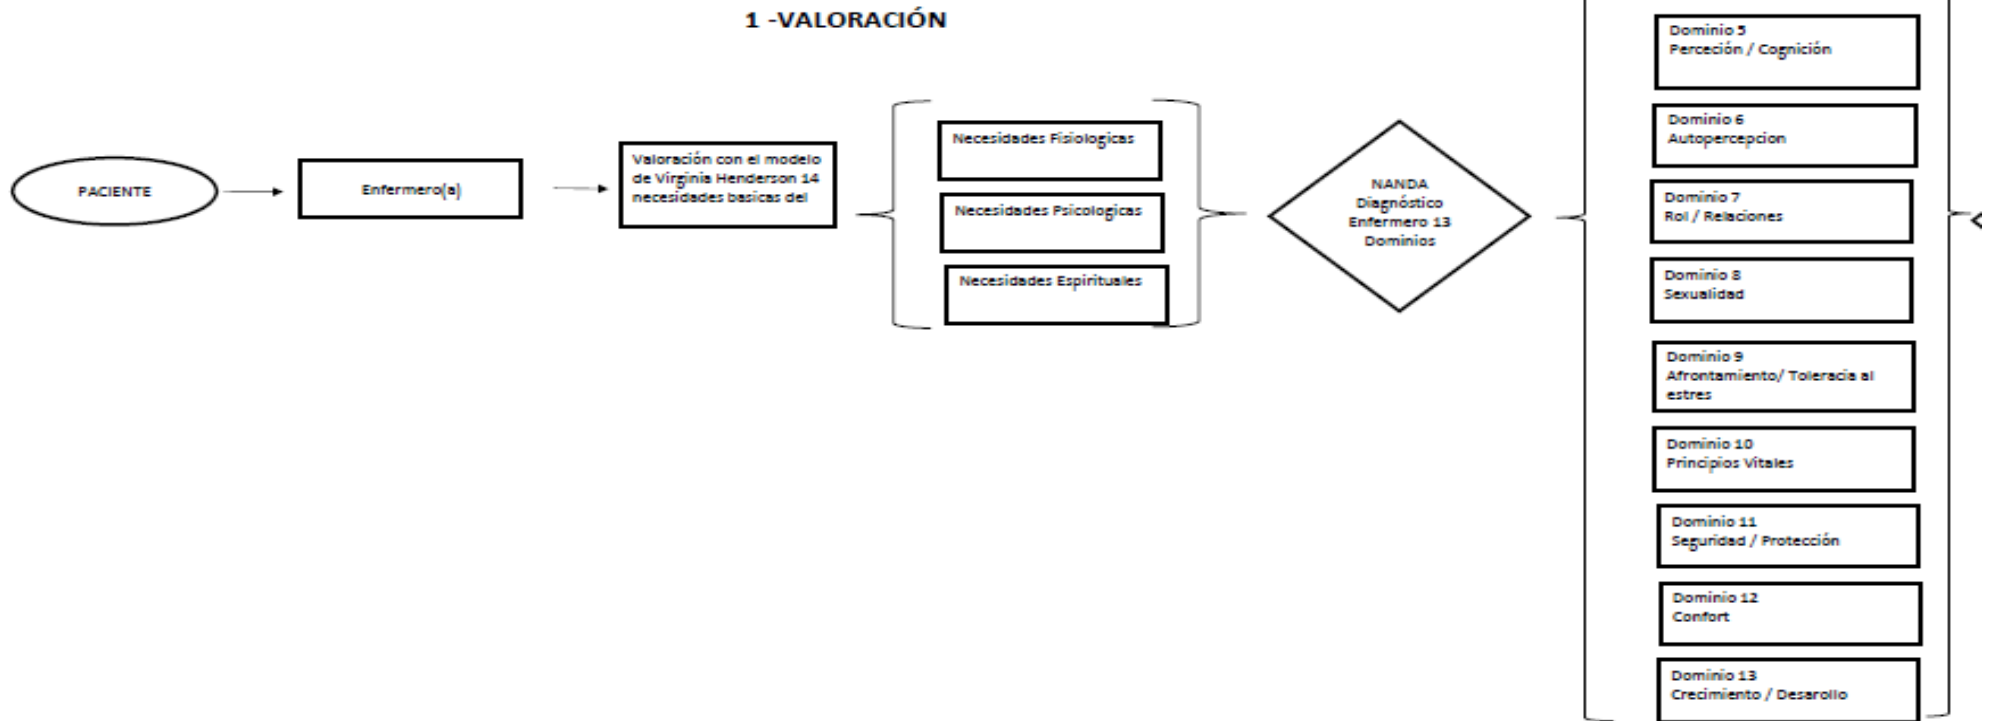 1 -VALORACIÓN
PACIENTE
Enfermero(a)
Valoración con el modelo
de Virginia Henderson 14
necesidades basicas del
Necesidades Fisiologicas
Necesidades Psicologicas
Necesidades Espirituales
NANDA
Diagnóstico
Enfermero 13
Dominios
Dominio 5
Perceción / Cognición
Dominio 6
Autopercepcion
Dominio 7
Rol / Relaciones
Dominio 8
Sexualidad
Dominio 9
Afrontamiento/ Toleracia al
estres
Dominio 10
Principios Vitales
Dominio 11
Seguridad / Protección
Dominio 12
Confort
Dominio 13
Crecimiento / Desarollo